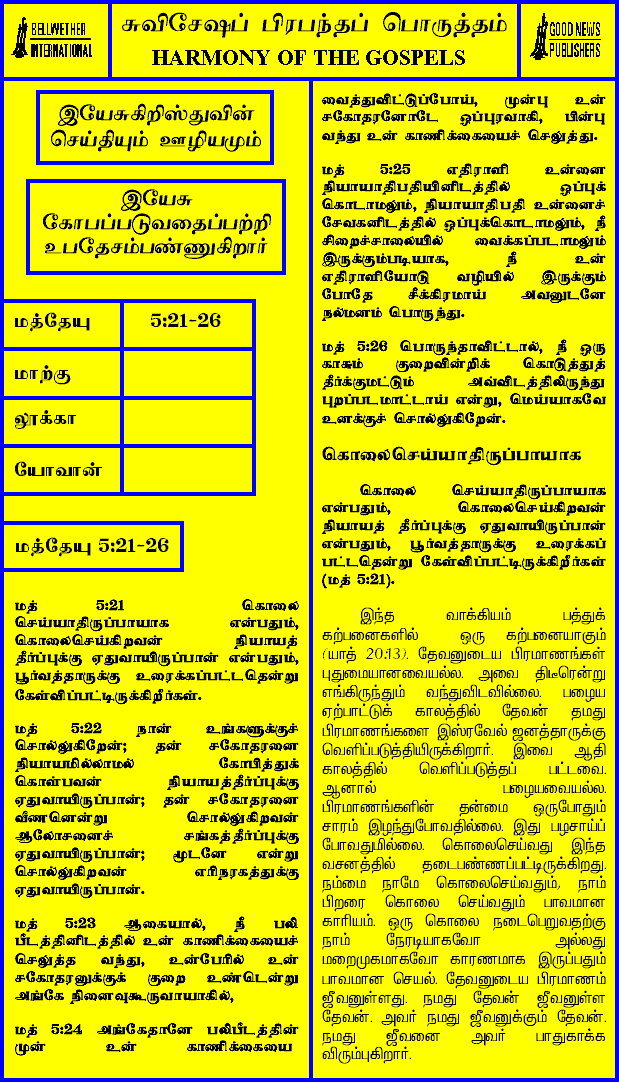 BELLWETHER
INTERNATIONAL
சுவிசேஷப் பிரபந்தப் பொருத்தம்
HARMONY OF THE GOSPELS
GOOD NEWS
PUBLISHERS
இயேசுகிறிஸ்துவின்
செய்தியும் ஊழியமும்
இயேசு
கோபப்படுவதைப்பற்றி
உபதேசம்பண்ணுகிறார்
மத்தேயு 5:21-26
மாற்கு
லூக்கா
யோவான்
மத்தேயு 5:21-26
மத் 5:21 கொலை
செய்யாதிருப்பாயாக என்பதும்,
கொலைசெய்கிறவன் நியாயத்
தீர்ப்புக்கு ஏதுவாயிருப்பான் என்பதும்,
பூர்வத்தாருக்கு உரைக்கப்பட்டதென்று
கேள்விப்பட்டிருக்கிறீர்கள்.
மத் 5:22 நான் உங்களுக்குச்
சொல்லுகிறேன்; தன் சகோதரனை
நியாயமில்லாமல் கோபித்துக்
கொள்பவன் நியாயத்தீர்ப்புக்கு
ஏதுவாயிருப்பான்; தன் சகோதரனை
வீணனென்று சொல்லுகிறவன்
ஆலோசனைச் சங்கத்தீர்ப்புக்கு
ஏதுவாயிருப்பான்; மூடனே என்று
சொல்லுகிறவன் எரிநரகத்துக்கு
ஏதுவாயிருப்பான்.
மத் 5:23 ஆகையால், நீ பலி
பீடத்தினிடத்தில் உன் காணிக்கையைச்
செலுத்த வந்து, உன்பேரில் உன்
சகோதரனுக்குக் குறை உண்டென்று
அங்கே நினைவுகூருவாயாகில்,
மத் 5:24 அங்கேதானே பலிபீடத்தின்
முன் உன் காணிக்கையை
வைத்துவிட்டுப்போய், முன்பு உன்
சகோதரனோடே ஒப்புரவாகி, பின்பு
வந்து உன் காணிக்கையைச் செலுத்து.
மத் 5:25 எதிராளி உன்னை
நியாயாதிபதியினிடத்தில் ஒப்புக்
கொடாமலும், நியாயாதிபதி உன்னைச்
சேவகனிடத்தில் ஒப்புக்கொடாமலும், நீ
சிறைச்சாலையில் வைக்கப்படாமலும்
இருக்கும்படியாக, நீ உன்
எதிராளியோடு வழியில் இருக்கும்
போதே சீக்கிரமாய் அவனுடனே
நல்மனம் பொருந்து.
மத் 5:26 பொருந்தாவிட்டால், நீ ஒரு
காசும் குறைவின்றிக் கொடுத்துத்
தீர்க்குமட்டும் அவ்விடத்திலிருந்து
புறப்படமாட்டாய் என்று, மெய்யாகவே
உனக்குச் சொல்லுகிறேன்.
கொலைசெய்யாதிருப்பாயாக
கொலை செய்யாதிருப்பாயாக
என்பதும், கொலைசெய்கிறவன்
நியாயத் தீர்ப்புக்கு ஏதுவாயிருப்பான்
என்பதும், பூர்வத்தாருக்கு உரைக்கப்
பட்டதென்று கேள்விப்பட்டிருக்கிறீர்கள்
(மத் 5:21).
இந்த வாக்கியம் பத்துக்
கற்பனைகளில் ஒரு கற்பனையாகும்
(யாத் 20:13). தேவனுடைய பிரமாணங்கள்
புதுமையானவையல்ல. அவை திடீரென்று
எங்கிருந்தும் வந்துவிடவில்லை. பழைய
ஏற்பாட்டுக் காலத்தில் தேவன் தமது
பிரமாணங்களை இஸ்ரவேல் ஜனத்தாருக்கு
வெளிப்படுத்தியிருக்கிறார். இவை ஆதி
காலத்தில் வெளிப்படுத்தப் பட்டவை.
ஆனால் பழையவையல்ல.
பிரமாணங்களின் தன்மை ஒருபோதும்
சாரம் இழந்துபோவதில்லை. இது பழசாய்ப்
போவதுமில்லை. கொலைசெய்வது இந்த
வசனத்தில் தடைபண்ணப்பட்டிருக்கிறது.
நம்மை நாமே கொலைசெய்வதும், நாம்
பிறரை கொலை செய்வதும் பாவமான
காரியம். ஒரு கொலை நடைபெறுவதற்கு
நாம் நேரடியாகவோ அல்லது
மறைமுகமாகவோ காரணமாக இருப்பதும்
பாவமான செயல். தேவனுடைய பிரமாணம்
ஜீவனுள்ளது. நமது தேவன் ஜீவனுள்ள
தேவன். அவர் நமது ஜீவனுக்கும் தேவன்.
நமது ஜீவனை அவர் பாதுகாக்க
விரும்புகிறார்.